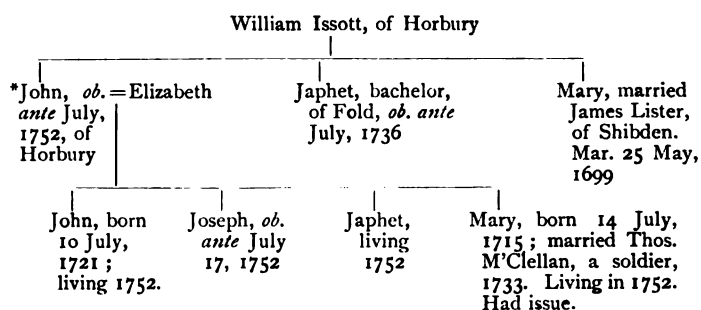 William Issott, of Horbury
*John, ob. = Elizabeth
ante July,
1752, of
Horbury
Japhet, bachelor,
of Fold, ob. ante
July, 1736
Mary, married
James Lister,
of Shibden.
Mar. 25 May,
1699
John, born
10 July,
1721 ;
living 1752.
Joseph, ob.
ante July
17, 1752
Japhet,
living
1752
Mary, born 14 July,
1715 ; married Thos.
M'Clellan, a soldier,
1733. Living in 1752.
Had issue.